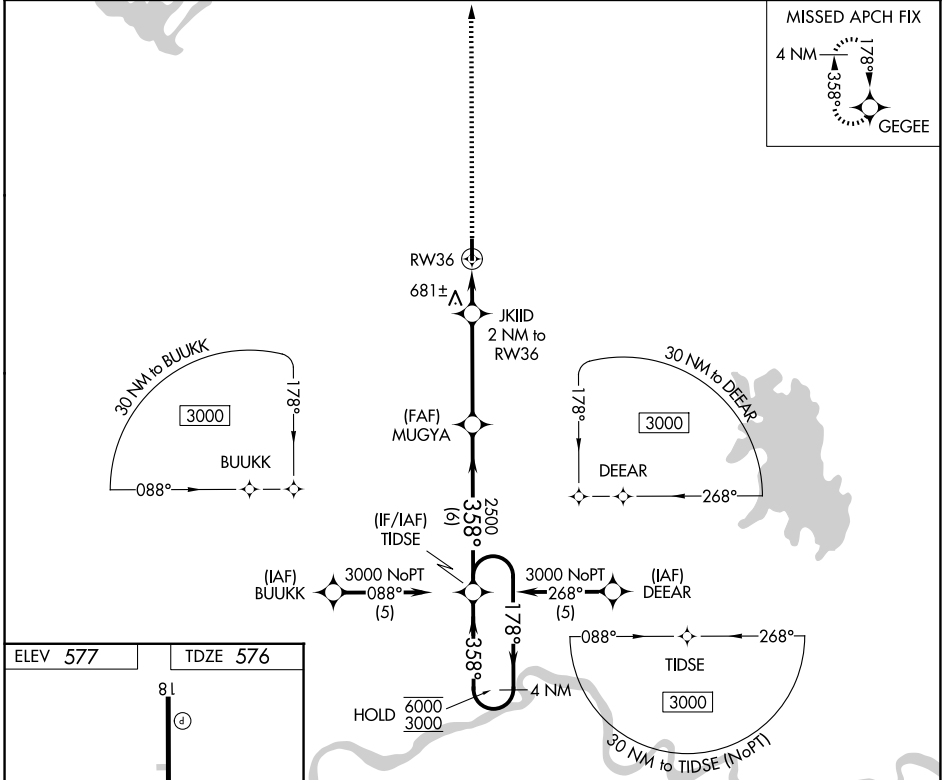 MISSED APCH FIX
4 NM
178°
358°
GEGEE
RW36
681±
JKIID
2 NM to
RW36
30 NM to BUUKK
178°
3000
BUUKK
088°
30 NM to DEEAR
178°
3000
DEEAR
268°
(FAF)
MUGYA
2500
358°
(6)
(IF/IAF)
TIDSE
(IAF)
BUUKK
3000 NoPT
088°
(5)
3000 NoPT
268°
(5)
(IAF)
DEEAR
178°
358°
4 NM
HOLD
6000
3000
088°
268°
TIDSE
3000
30 NM to TIDSE (NoPT)
ELEV 577
TDZE 576
18
P